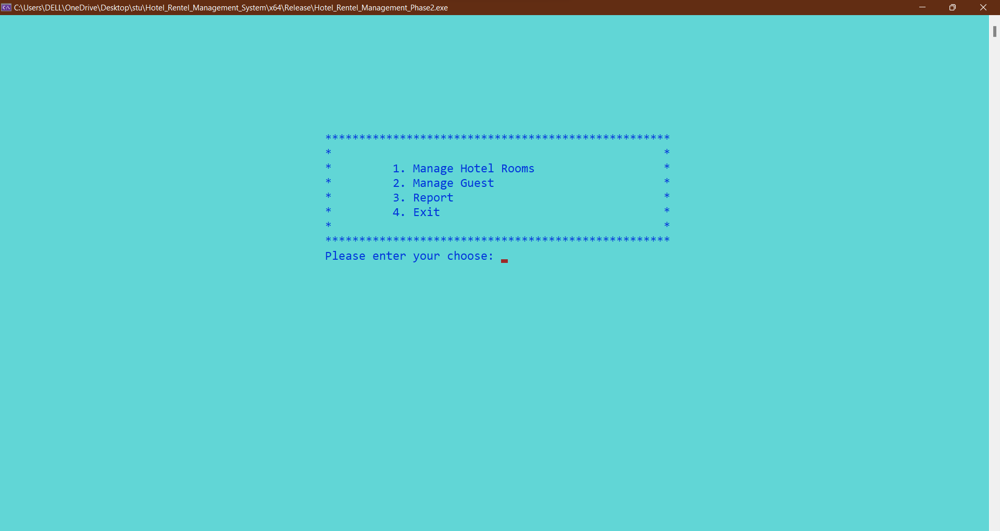 C:\Users\DELL\OneDrive\Desktop\stu\Hotel_Rentel_Management_System\x64\Release\Hotel_Rentel_Management_Phase2.exe
***************************************************
*                                                 *
*         1. Manage Hotel Rooms                   *
*         2. Manage Guest                         *
*         3. Report                               *
*         4. Exit                                 *
*                                                 *
***************************************************
Please enter your choose: